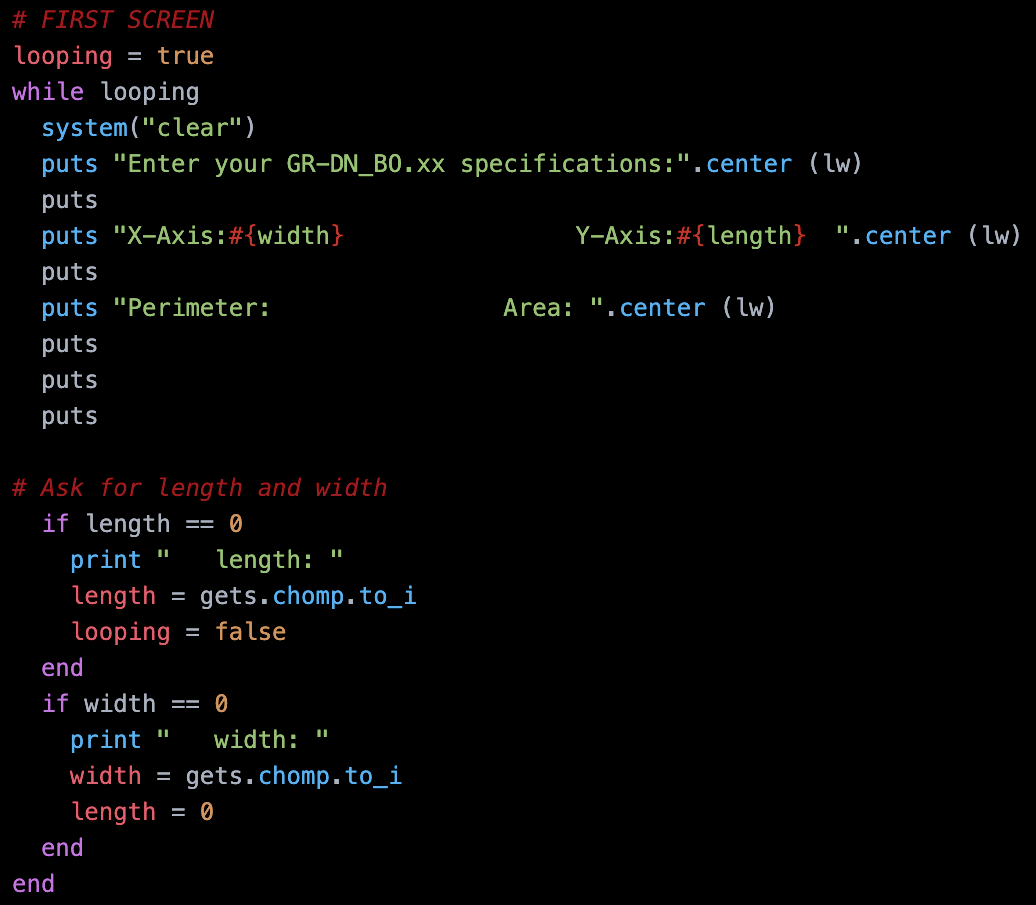 # FIRST SCREEN
looping = true
while looping
  system("clear")
  puts "Enter your GR-DN_BO.xx specifications:".center (lw)
  puts
  puts "X-Axis:#{width}                Y-Axis:#{length}  ".center (lw)
  puts
  puts "Perimeter:                Area: ".center (lw)
  puts
  puts
  puts

# Ask for length and width
  if length == 0
    print "   length: "
    length = gets.chomp.to_i
    looping = false
  end
  if width == 0
    print "   width: "
    width = gets.chomp.to_i
    length = 0
  end
end